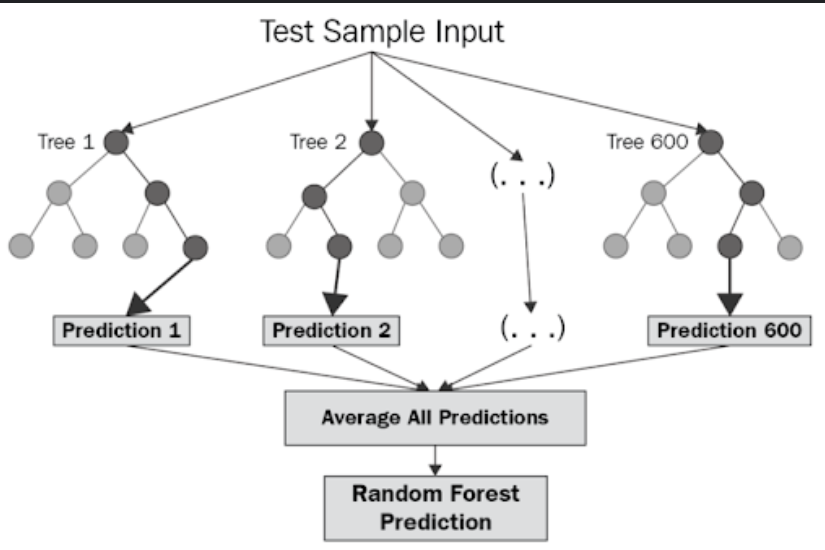 Test Sample Input
Tree 1
Tree 2
Tree 600
(. . .)
Prediction 1
Prediction 2
(. . .)
Prediction 600
Average All Predictions
Random Forest
Prediction